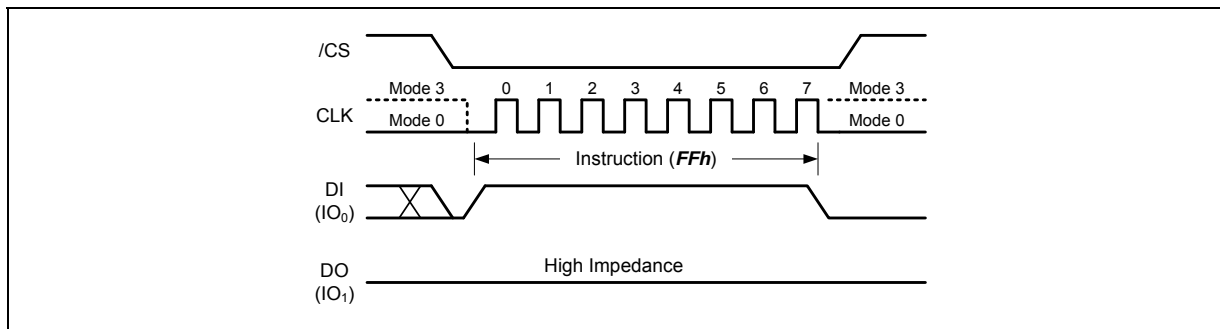 /CS
Mode 3 0 1 2 3 4 5 6 7 Mode 3
CLK
Mode 0 Mode 0
Instruction (FFh)
DI
(IO₀)
High Impedance
DO
(IO₁)